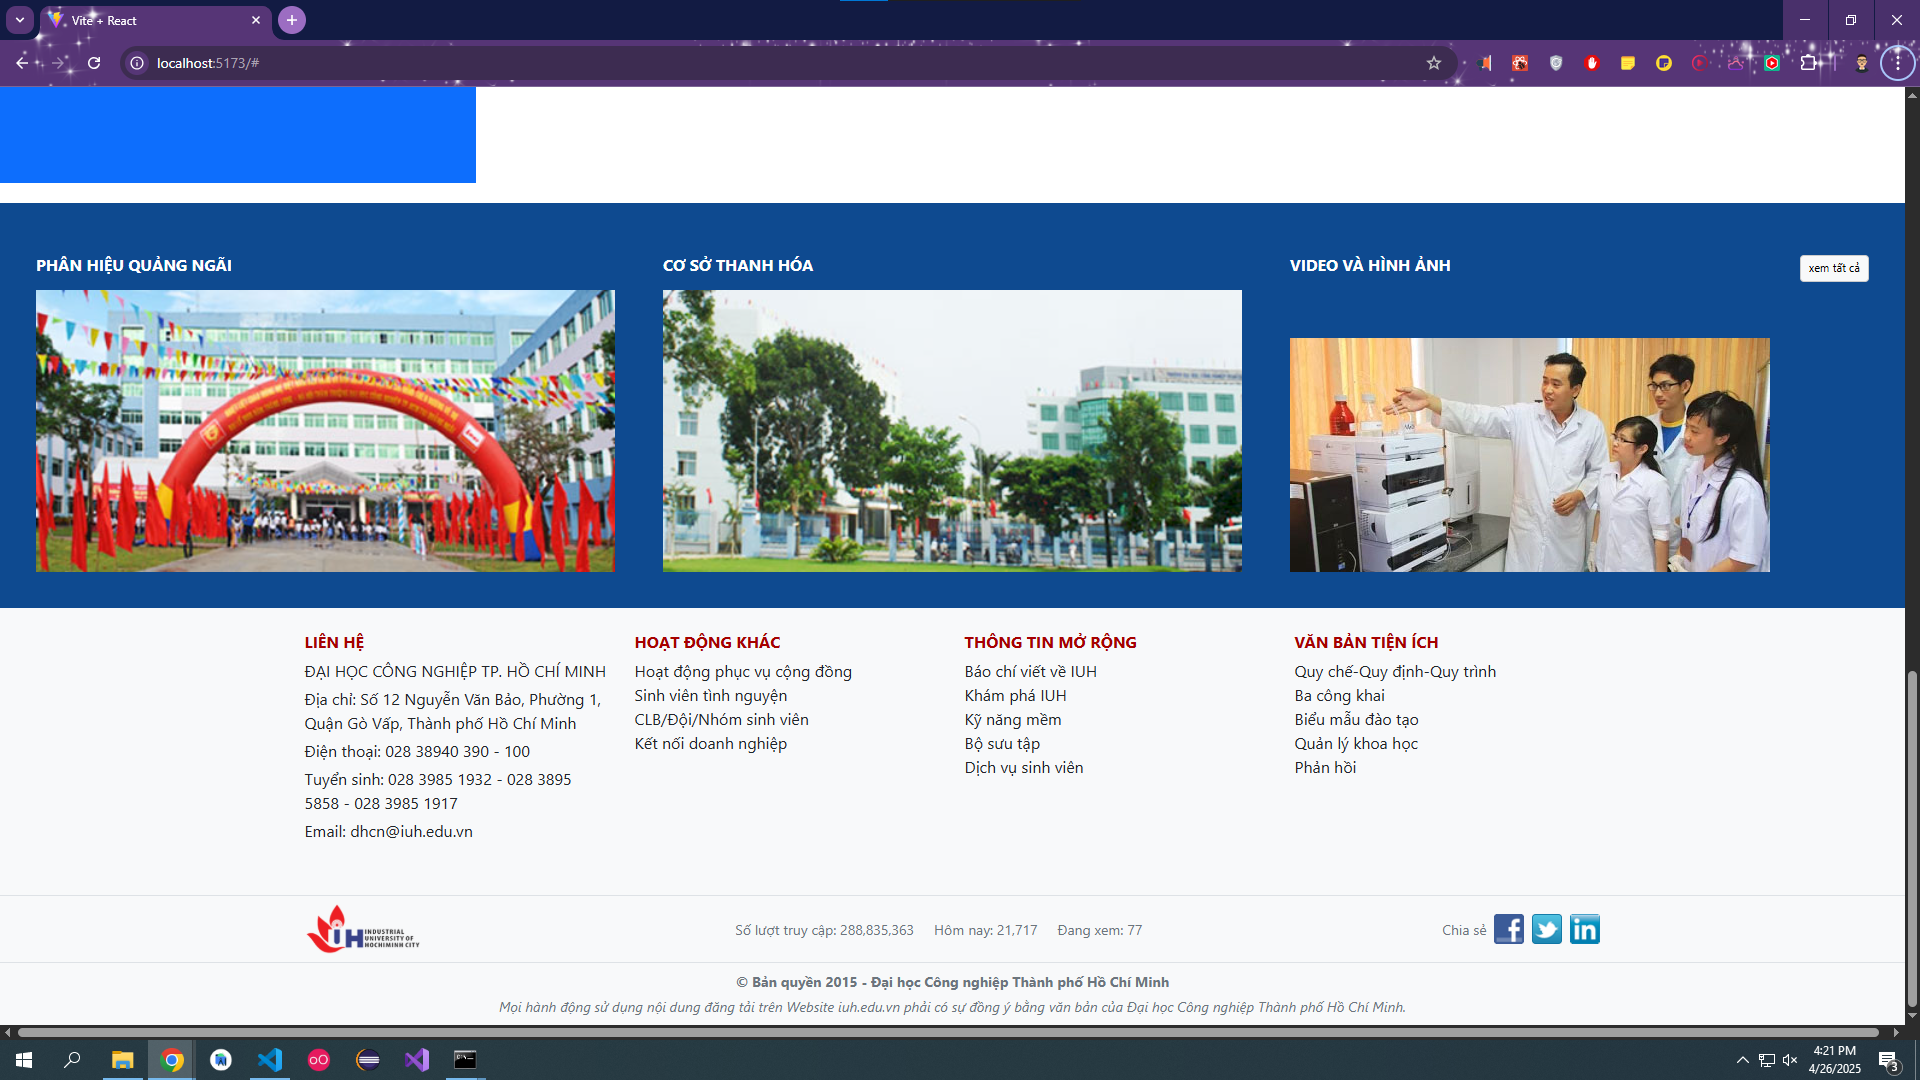 Vite + React
localhost:5173/#
PHÂN HIỆU QUẢNG NGÃI
CƠ SỞ THANH HÓA
VIDEO VÀ HÌNH ẢNH
xem tất cả
LIÊN HỆ
ĐẠI HỌC CÔNG NGHIỆP TP. HỒ CHÍ MINH
Địa chỉ: Số 12 Nguyễn Văn Bảo, Phường 1,
Quận Gò Vấp, Thành phố Hồ Chí Minh
Điện thoại: 028 38940 390 - 100
Tuyển sinh: 028 3985 1932 - 028 3895
5858 - 028 3985 1917
Email: dhcn@iuh.edu.vn
HOẠT ĐỘNG KHÁC
Hoạt động phục vụ cộng đồng
Sinh viên tình nguyện
CLB/Đội/Nhóm sinh viên
Kết nối doanh nghiệp
THÔNG TIN MỞ RỘNG
Báo chí viết về IUH
Khám phá IUH
Kỹ năng mềm
Bộ sưu tập
Dịch vụ sinh viên
VĂN BẢN TIỆN ÍCH
Quy chế-Quy định-Quy trình
Ba công khai
Biểu mẫu đào tạo
Quản lý khoa học
Phản hồi
IUH INDUSTRIAL
UNIVERSITY OF
HOCHIMINH CITY
Số lượt truy cập: 288,835,363 Hôm nay: 21,717 Đang xem: 77
Chia sẻ
© Bản quyền 2015 - Đại học Công nghiệp Thành phố Hồ Chí Minh
Mọi hành động sử dụng nội dung đăng tải trên Website iuh.edu.vn phải có sự đồng ý bằng văn bản của Đại học Công nghiệp Thành phố Hồ Chí Minh.
4:21 PM
4/26/2025
3